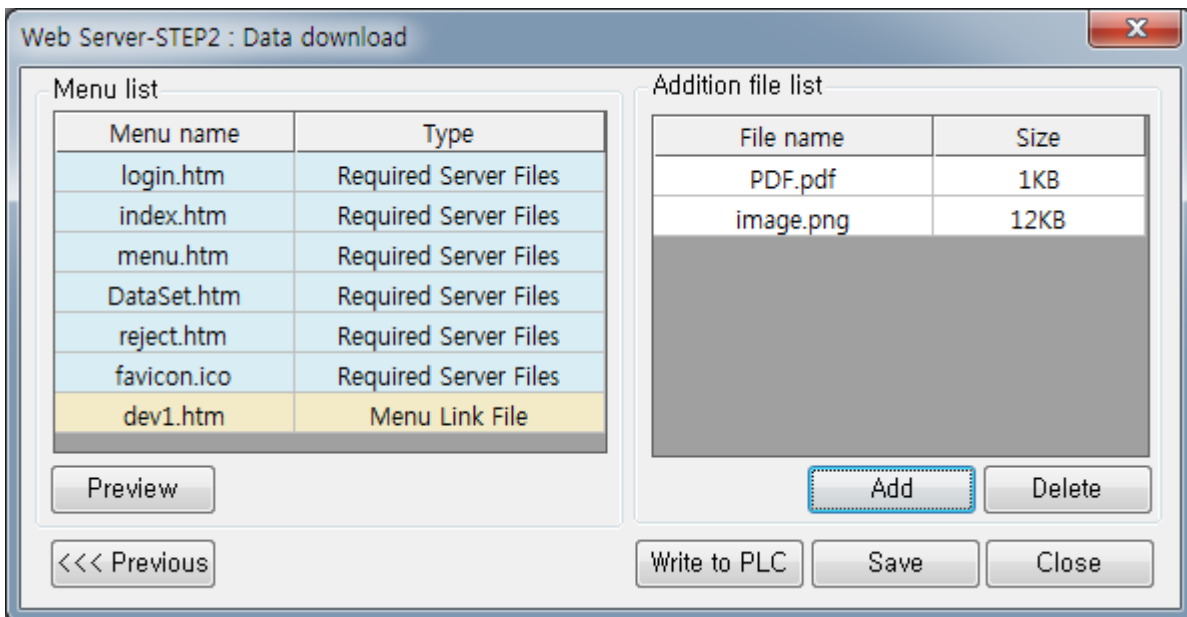 Web Server-STEP2 : Data download
Menu list
Menu name Type
login.htm Required Server Files
index.htm Required Server Files
menu.htm Required Server Files
DataSet.htm Required Server Files
reject.htm Required Server Files
favicon.ico Required Server Files
dev1.htm Menu Link File
Preview
Addition file list
File name Size
PDF.pdf 1KB
image.png 12KB
Add Delete
<<< Previous Write to PLC Save Close